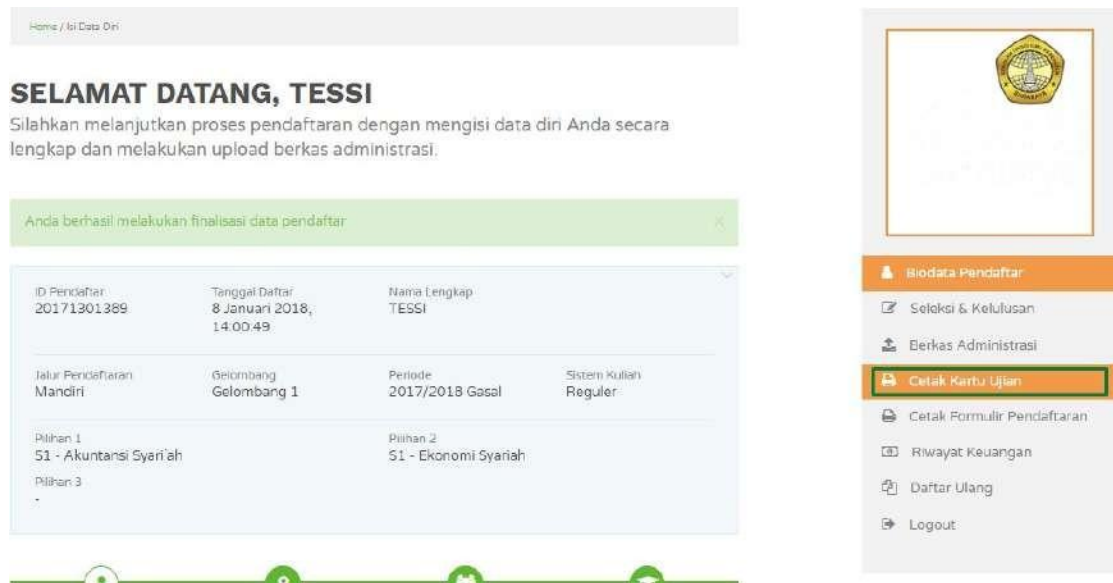 Home / Isi Data Diri
SELAMAT DATANG, TESSI
Silahkan melanjutkan proses pendaftaran dengan mengisi data diri Anda secara
lengkap dan melakukan upload berkas administrasi.
Anda berhasil melakukan finalisasi data pendaftar
ID Pendaftar
20171301389
Tanggal Daftar
8 Januari 2018,
14:00:49
Nama Lengkap
TESSI
Jalur Pendaftaran
Mandiri
Gelombang
Gelombang 1
Periode
2017/2018 Gasal
Sistem Kuliah
Reguler
Pilihan 1
S1 - Akuntansi Syari'ah
Pilihan 2
S1 - Ekonomi Syariah
Pilihan 3
-
Biodata Pendaftar
Seleksi & Kelulusan
Berkas Administrasi
Cetak Kartu Ujian
Cetak Formulir Pendaftaran
Riwayat Keuangan
Daftar Ulang
Logout